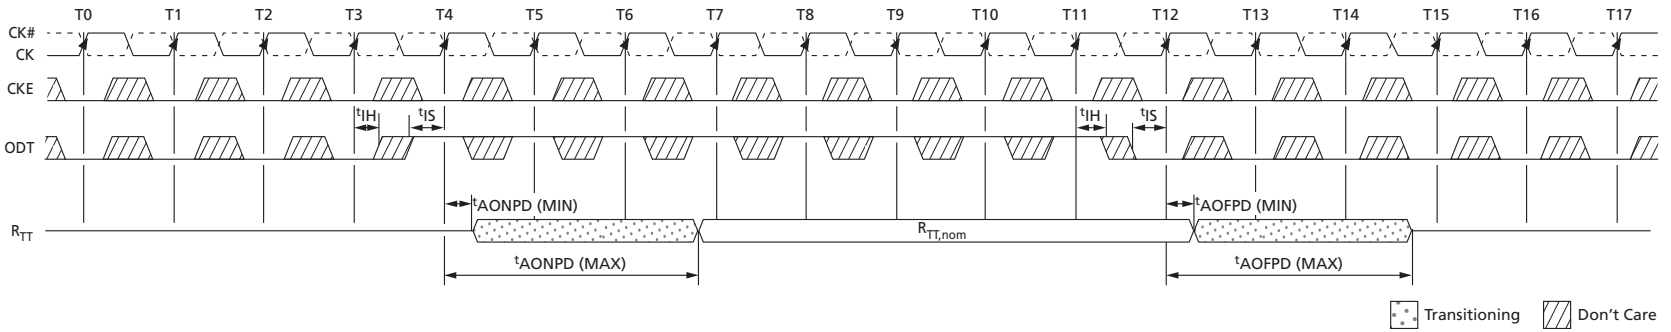 T0 T1 T2 T3 T4 T5 T6 T7 T8 T9 T10 T11 T12 T13 T14 T15 T16 T17
CK#
CK
CKE
tIH tIS tIH tIS
ODT
tAONPD (MIN) tAOFPD (MIN)
RTT RTT,nom
tAONPD (MAX) tAOFPD (MAX)
Transitioning Don't Care